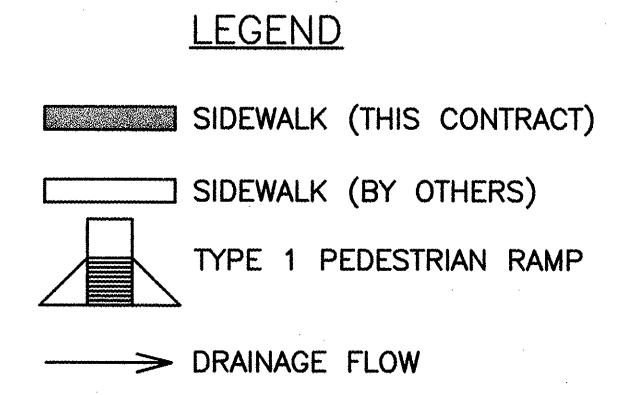 LEGEND
SIDEWALK (THIS CONTRACT)
SIDEWALK (BY OTHERS)
TYPE 1 PEDESTRIAN RAMP
DRAINAGE FLOW